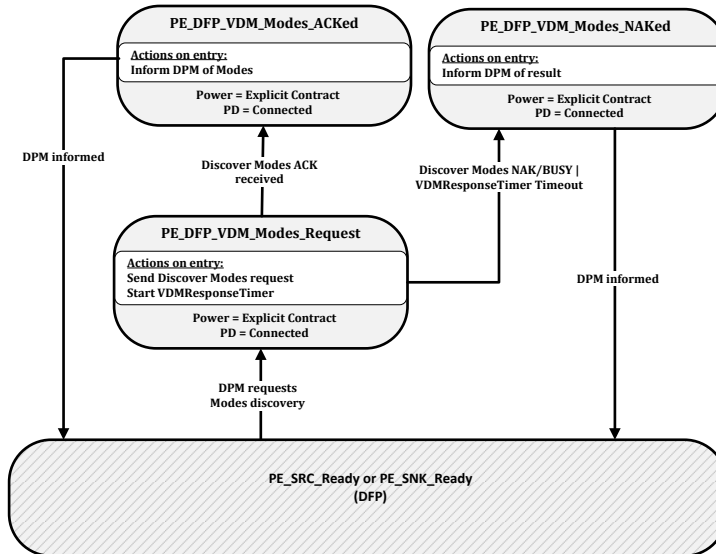 PE_DFP_VDM_Modes_ACKed
Actions on entry:
Inform DPM of Modes
Power = Explicit Contract
PD = Connected
PE_DFP_VDM_Modes_NAKed
Actions on entry:
Inform DPM of result
Power = Explicit Contract
PD = Connected
DPM informed
Discover Modes ACK
received
Discover Modes NAK/BUSY |
VDMResponseTimer Timeout
PE_DFP_VDM_Modes_Request
Actions on entry:
Send Discover Modes request
Start VDMResponseTimer
Power = Explicit Contract
PD = Connected
DPM informed
DPM requests
Modes discovery
PE_SRC_Ready or PE_SNK_Ready
(DFP)